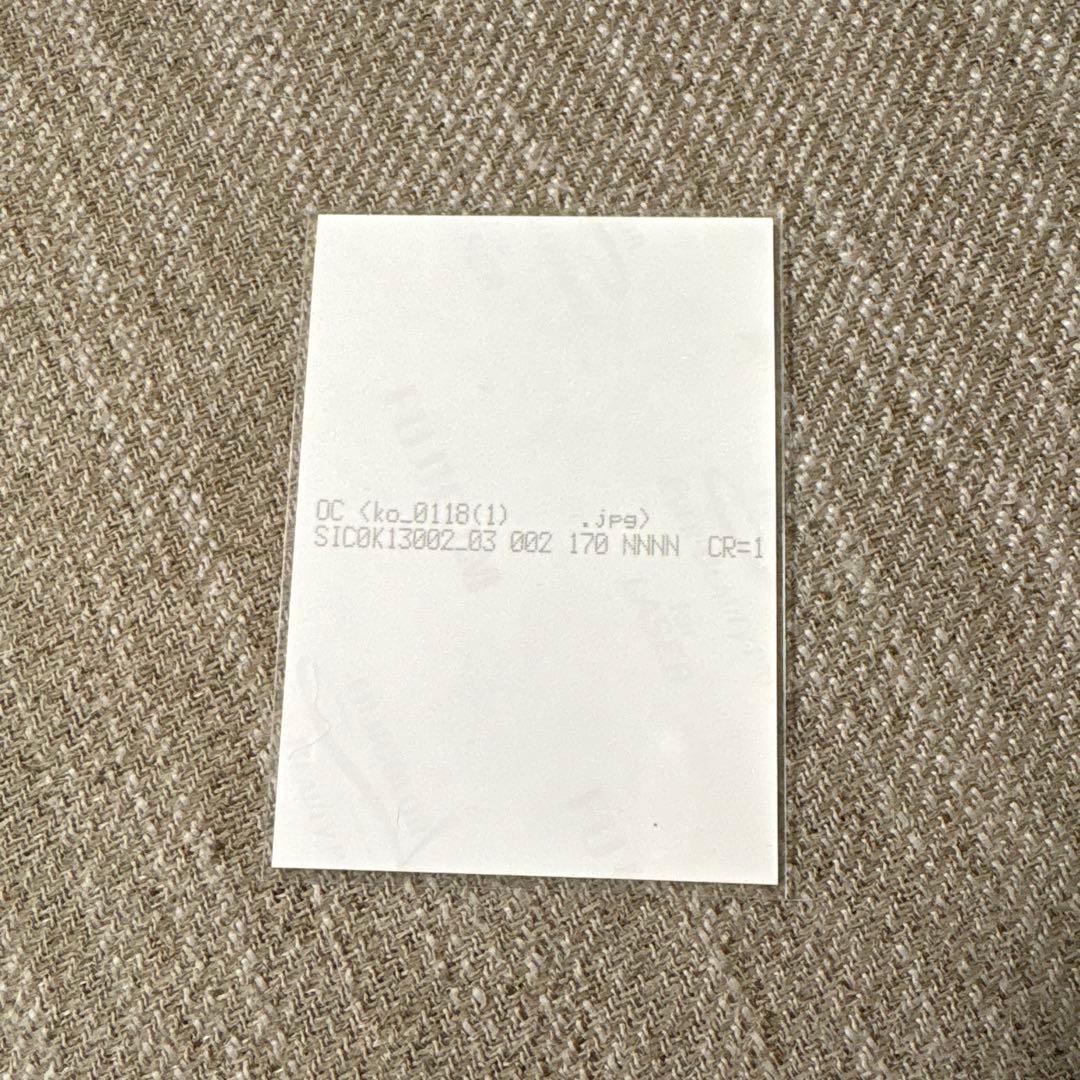 OC <ko_0118(1)     .jpg>
SIC0K13002_03 002 170 NNNN  CR=1